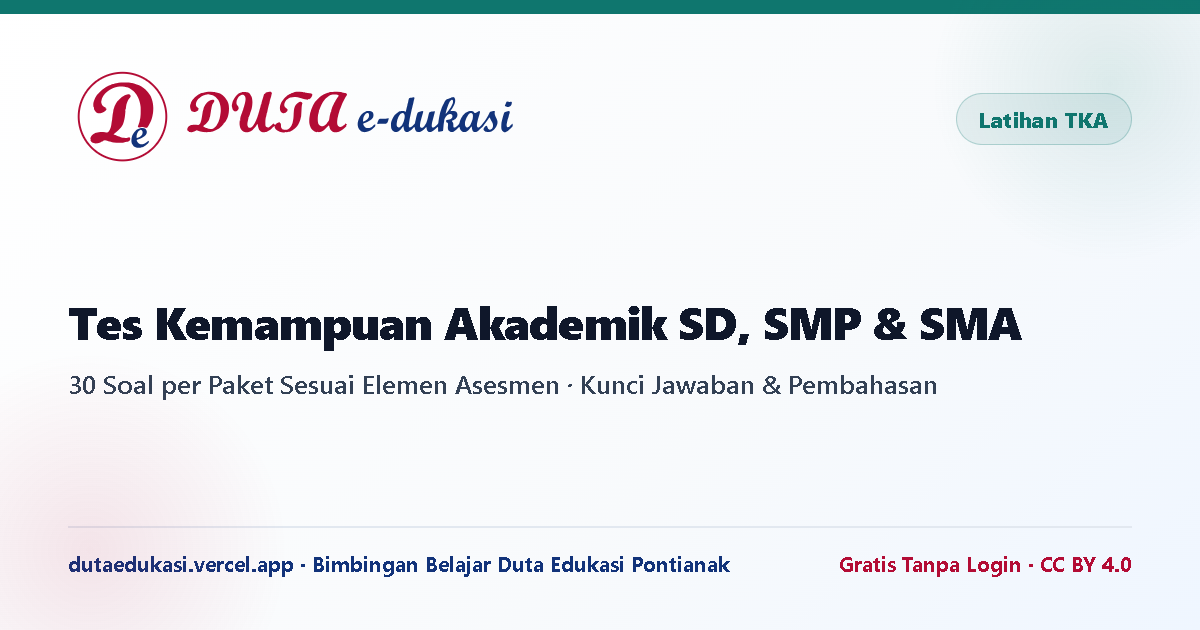 De
DUTA e-dukasi
Latihan TKA
Tes Kemampuan Akademik SD, SMP & SMA
30 Soal per Paket Sesuai Elemen Asesmen · Kunci Jawaban & Pembahasan
dutaedukasi.vercel.app · Bimbingan Belajar Duta Edukasi Pontianak
Gratis Tanpa Login · CC BY 4.0